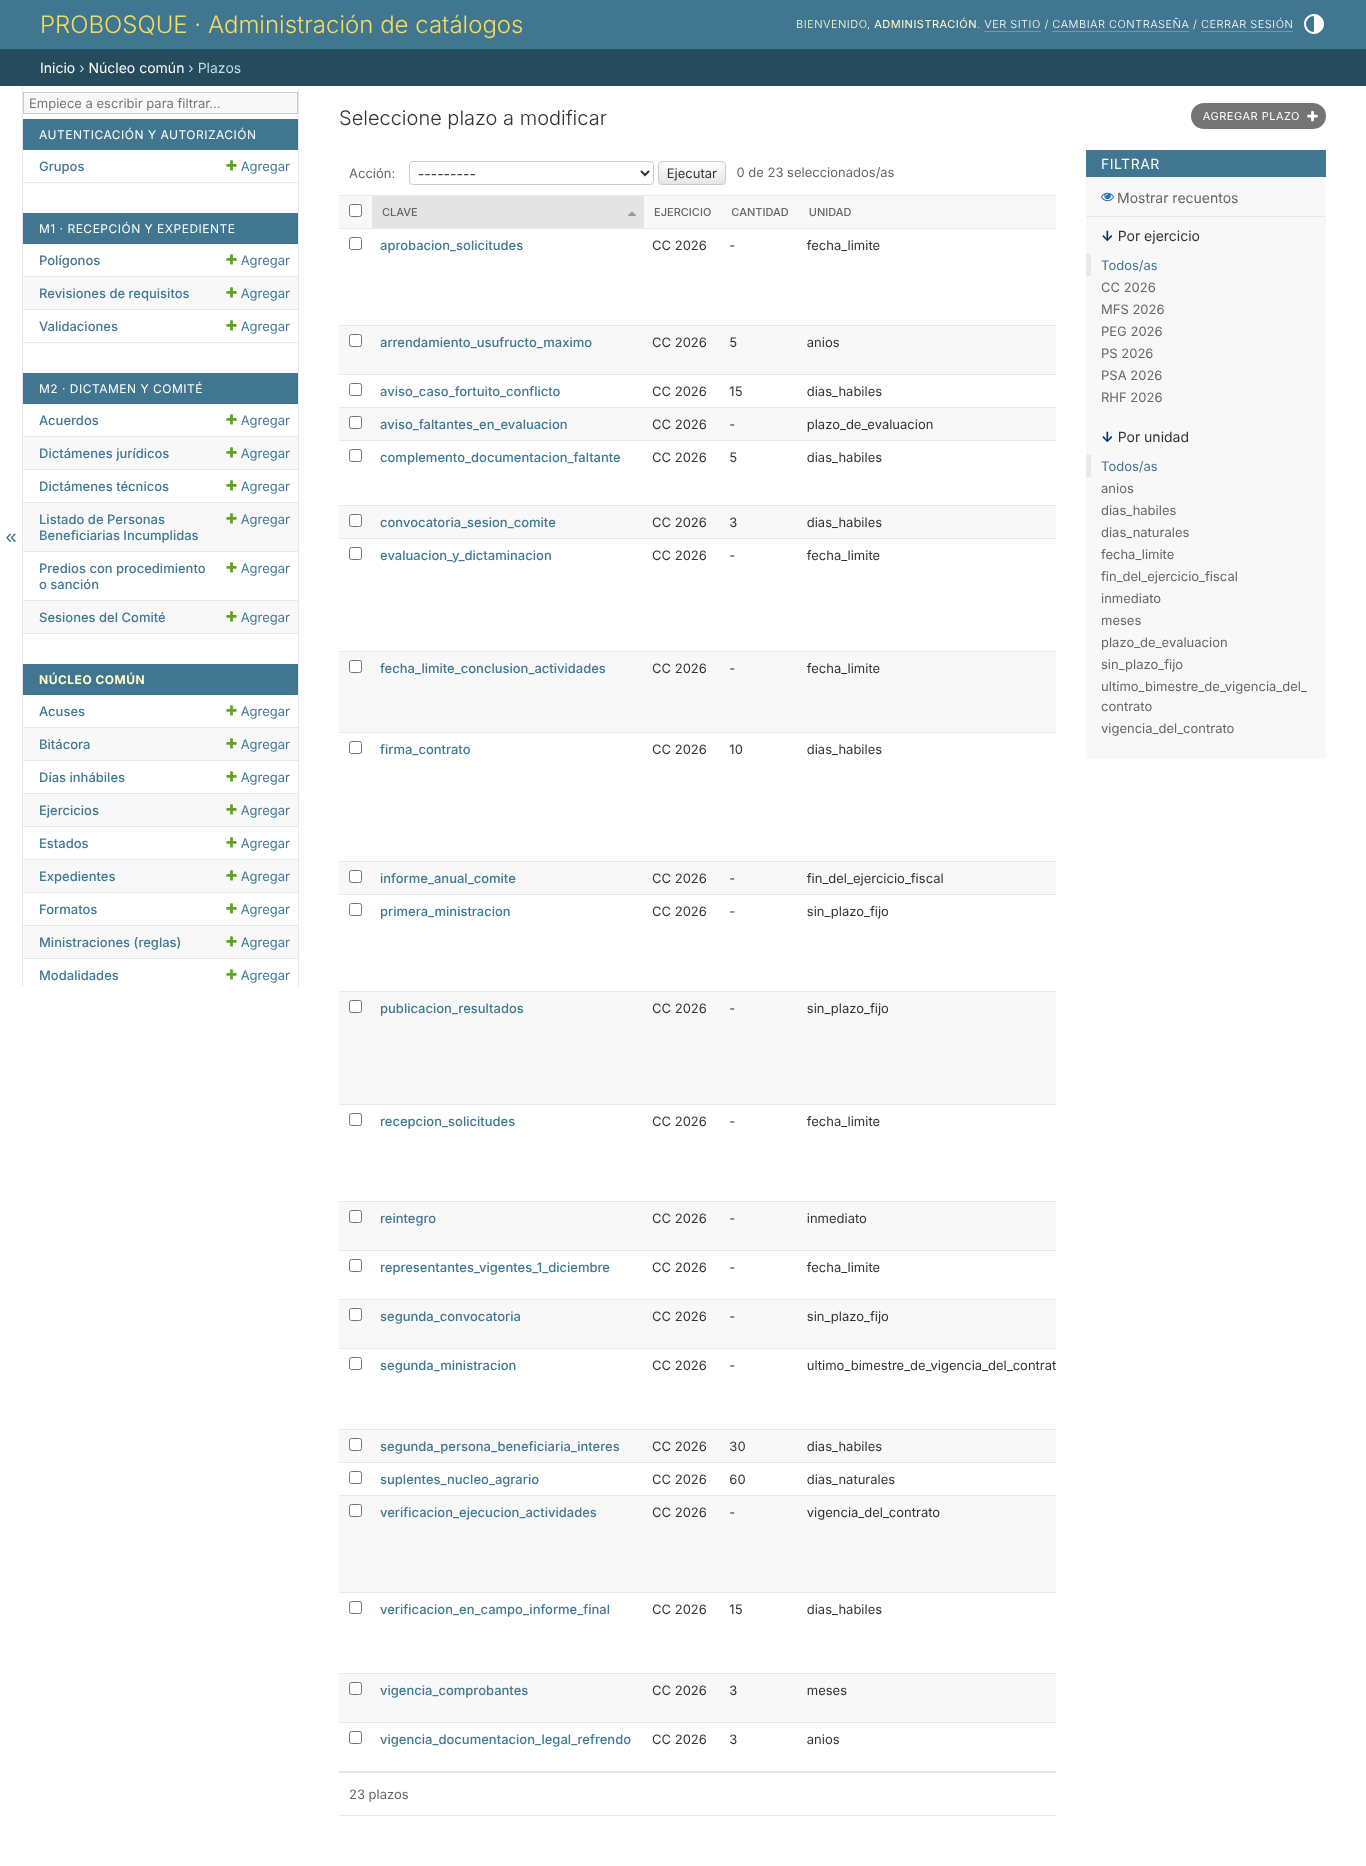 PROBOSQUE · Administración de catálogos
BIENVENIDO, ADMINISTRACIÓN. VER SITIO / CAMBIAR CONTRASEÑA / CERRAR SESIÓN
Inicio › Núcleo común › Plazos
Empiece a escribir para filtrar...
AUTENTICACIÓN Y AUTORIZACIÓN
Grupos Agregar
M1 · RECEPCIÓN Y EXPEDIENTE
Polígonos Agregar
Revisiones de requisitos Agregar
Validaciones Agregar
M2 · DICTAMEN Y COMITÉ
Acuerdos Agregar
Dictámenes jurídicos Agregar
Dictámenes técnicos Agregar
Listado de Personas Agregar
Beneficiarias Incumplidas
Predios con procedimiento Agregar
o sanción
Sesiones del Comité Agregar
NÚCLEO COMÚN
Acuses Agregar
Bitácora Agregar
Días inhábiles Agregar
Ejercicios Agregar
Estados Agregar
Expedientes Agregar
Formatos Agregar
Ministraciones (reglas) Agregar
Modalidades Agregar
«
Seleccione plazo a modificar
AGREGAR PLAZO
Acción: --------- Ejecutar 0 de 23 seleccionados/as
CLAVE EJERCICIO CANTIDAD UNIDAD
aprobacion_solicitudes CC 2026 - fecha_limite
arrendamiento_usufructo_maximo CC 2026 5 anios
aviso_caso_fortuito_conflicto CC 2026 15 dias_habiles
aviso_faltantes_en_evaluacion CC 2026 - plazo_de_evaluacion
complemento_documentacion_faltante CC 2026 5 dias_habiles
convocatoria_sesion_comite CC 2026 3 dias_habiles
evaluacion_y_dictaminacion CC 2026 - fecha_limite
fecha_limite_conclusion_actividades CC 2026 - fecha_limite
firma_contrato CC 2026 10 dias_habiles
informe_anual_comite CC 2026 - fin_del_ejercicio_fiscal
primera_ministracion CC 2026 - sin_plazo_fijo
publicacion_resultados CC 2026 - sin_plazo_fijo
recepcion_solicitudes CC 2026 - fecha_limite
reintegro CC 2026 - inmediato
representantes_vigentes_1_diciembre CC 2026 - fecha_limite
segunda_convocatoria CC 2026 - sin_plazo_fijo
segunda_ministracion CC 2026 - ultimo_bimestre_de_vigencia_del_contrat
segunda_persona_beneficiaria_interes CC 2026 30 dias_habiles
suplentes_nucleo_agrario CC 2026 60 dias_naturales
verificacion_ejecucion_actividades CC 2026 - vigencia_del_contrato
verificacion_en_campo_informe_final CC 2026 15 dias_habiles
vigencia_comprobantes CC 2026 3 meses
vigencia_documentacion_legal_refrendo CC 2026 3 anios
23 plazos
FILTRAR
Mostrar recuentos
Por ejercicio
Todos/as
CC 2026
MFS 2026
PEG 2026
PS 2026
PSA 2026
RHF 2026
Por unidad
Todos/as
anios
dias_habiles
dias_naturales
fecha_limite
fin_del_ejercicio_fiscal
inmediato
meses
plazo_de_evaluacion
sin_plazo_fijo
ultimo_bimestre_de_vigencia_del_
contrato
vigencia_del_contrato